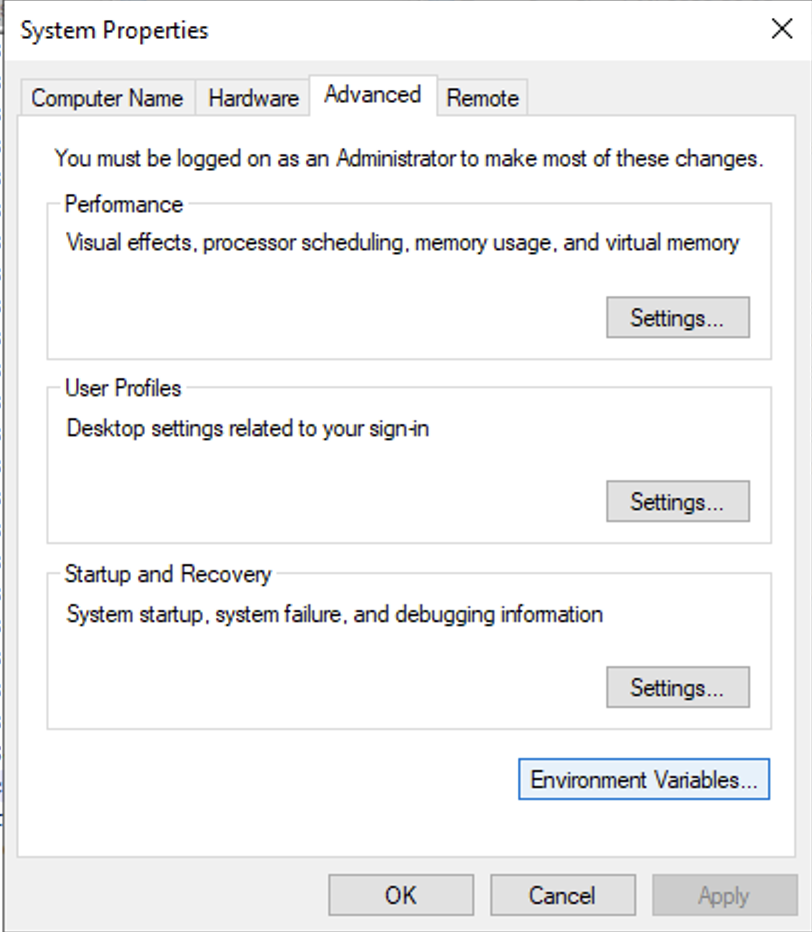 System Properties
Computer Name
Hardware
Advanced
Remote
You must be logged on as an Administrator to make most of these changes.
Performance
Visual effects, processor scheduling, memory usage, and virtual memory
Settings...
User Profiles
Desktop settings related to your sign-in
Settings...
Startup and Recovery
System startup, system failure, and debugging information
Settings...
Environment Variables...
OK
Cancel
Apply